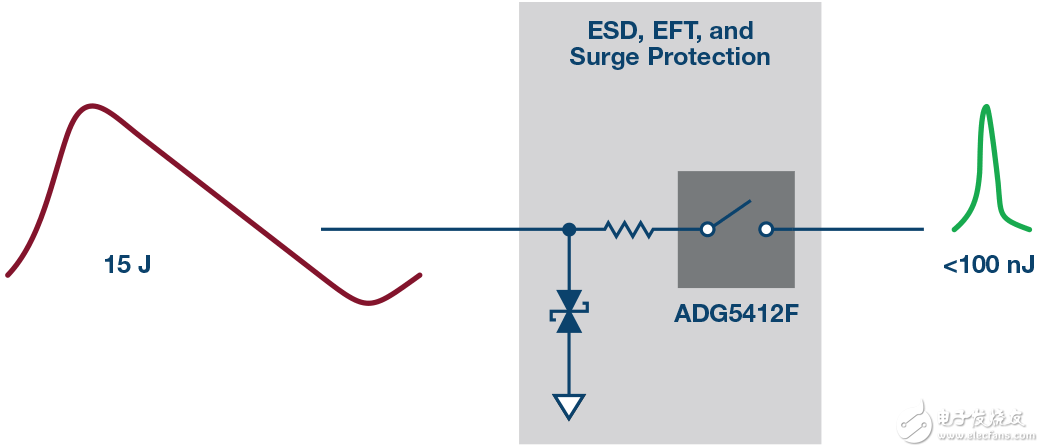 ESD, EFT, and
Surge Protection
15 J
<100 nJ
ADG5412F
电子发烧友
www.elecfans.com